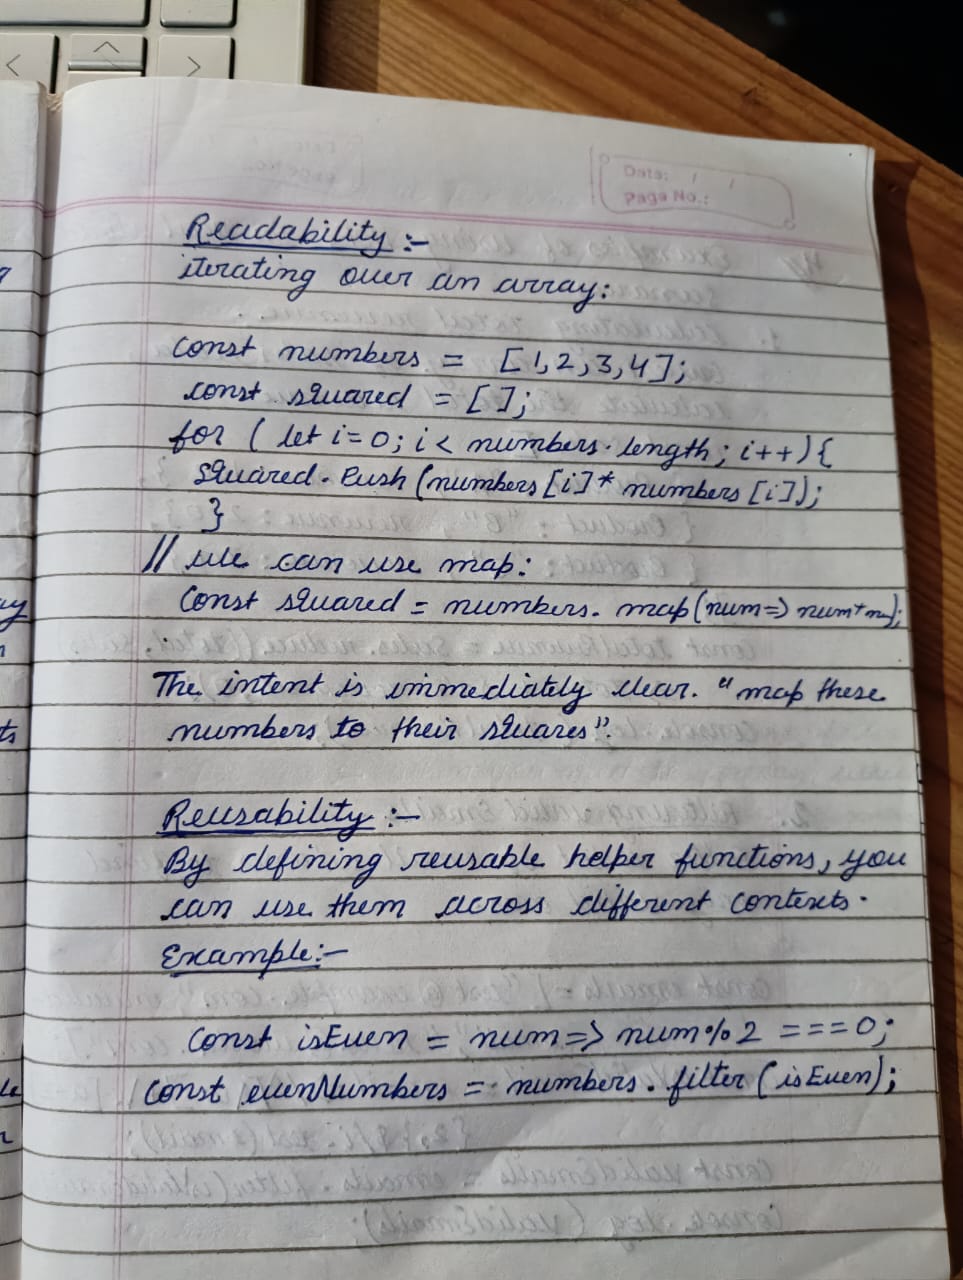 Date: / /
Page No.:
Readability :-
iterating over an array:
const numbers = [1,2,3,4];
const squared = [];
for ( let i=0; i < numbers.length; i++){
squared.Push (numbers[i]* numbers [i]);
}
// we can use map:
Const squared = numbers. map(num=> num*
The intent is immediately clear. "map these
numbers to their squares".
Reusability :-
By defining reusable helper functions, you
can use them across different contexts.
Example:-
Const isEven = num=> num%2 ===0;
Const evenNumbers = numbers.filter (isEven);